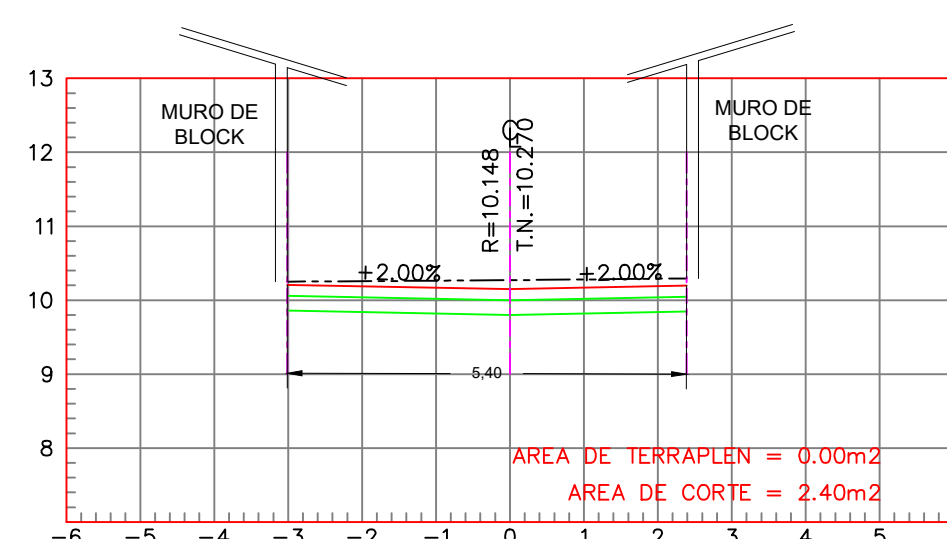 13
MURO DE
BLOCK
MURO DE
BLOCK
12
11
R=10.148
T.N.=10.270
+2.00%
+2.00%
10
9
5,40
8
AREA DE TERRAPLEN = 0.00m2
AREA DE CORTE = 2.40m2
-6 -5 -4 -3 -2 -1 0 1 2 3 4 5